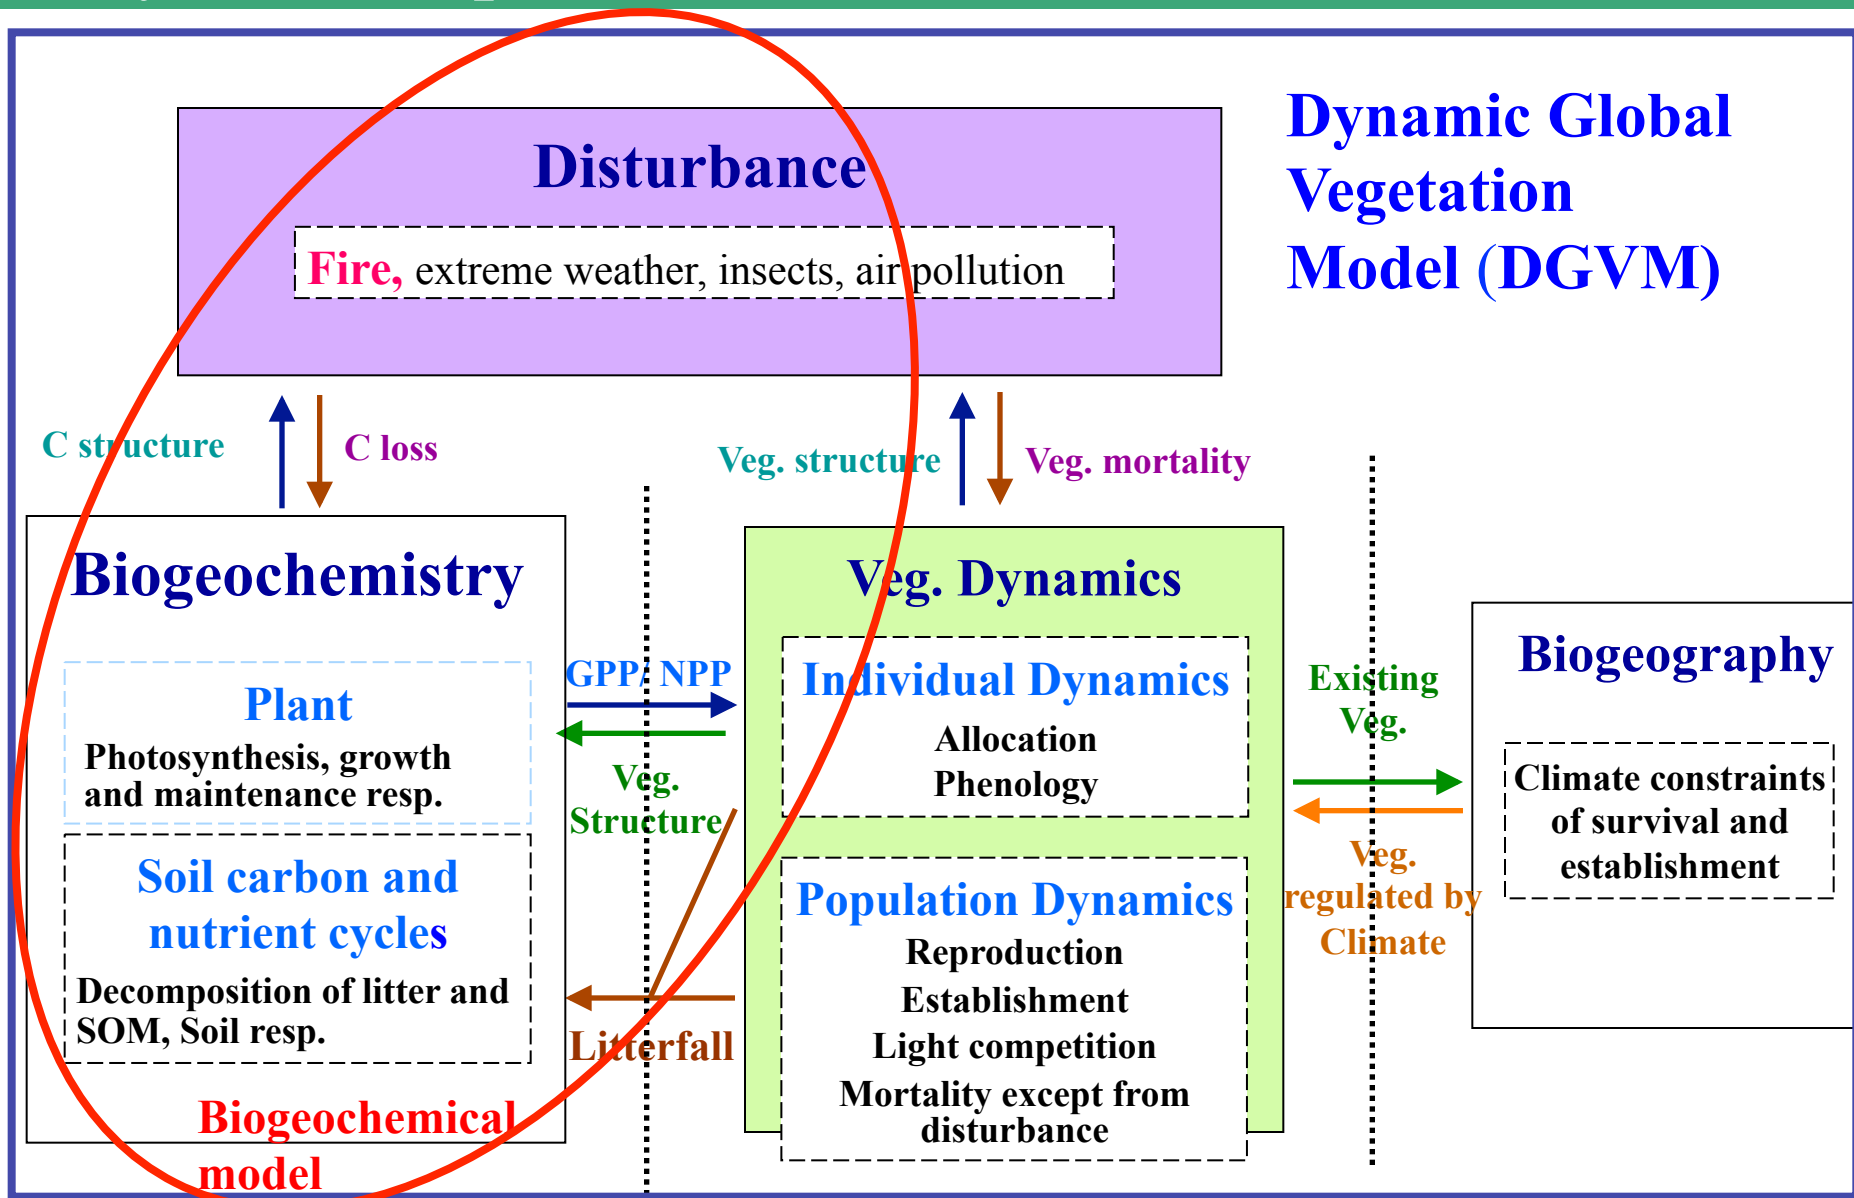 Dynamic Global
Vegetation
Model (DGVM)
Disturbance
Fire, extreme weather, insects, air pollution
C structure
C loss
Veg. structure
Veg. mortality
Biogeochemistry
Plant
Photosynthesis, growth
and maintenance resp.
Soil carbon and
nutrient cycles
Decomposition of litter and
SOM, Soil resp.
Biogeochemical
model
GPP/ NPP
Veg.
Structure
Litterfall
Veg. Dynamics
Individual Dynamics
Allocation
Phenology
Population Dynamics
Reproduction
Establishment
Light competition
Mortality except from
disturbance
Existing
Veg.
Veg.
regulated by
Climate
Biogeography
Climate constraints
of survival and
establishment